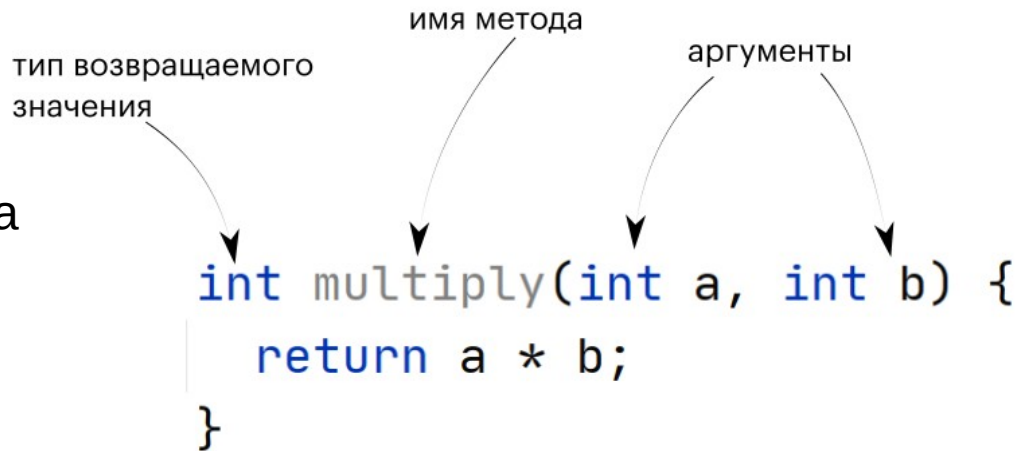 имя метода
тип возвращаемого
значения
аргументы
а
int multiply(int a, int b) {
return a * b;
}